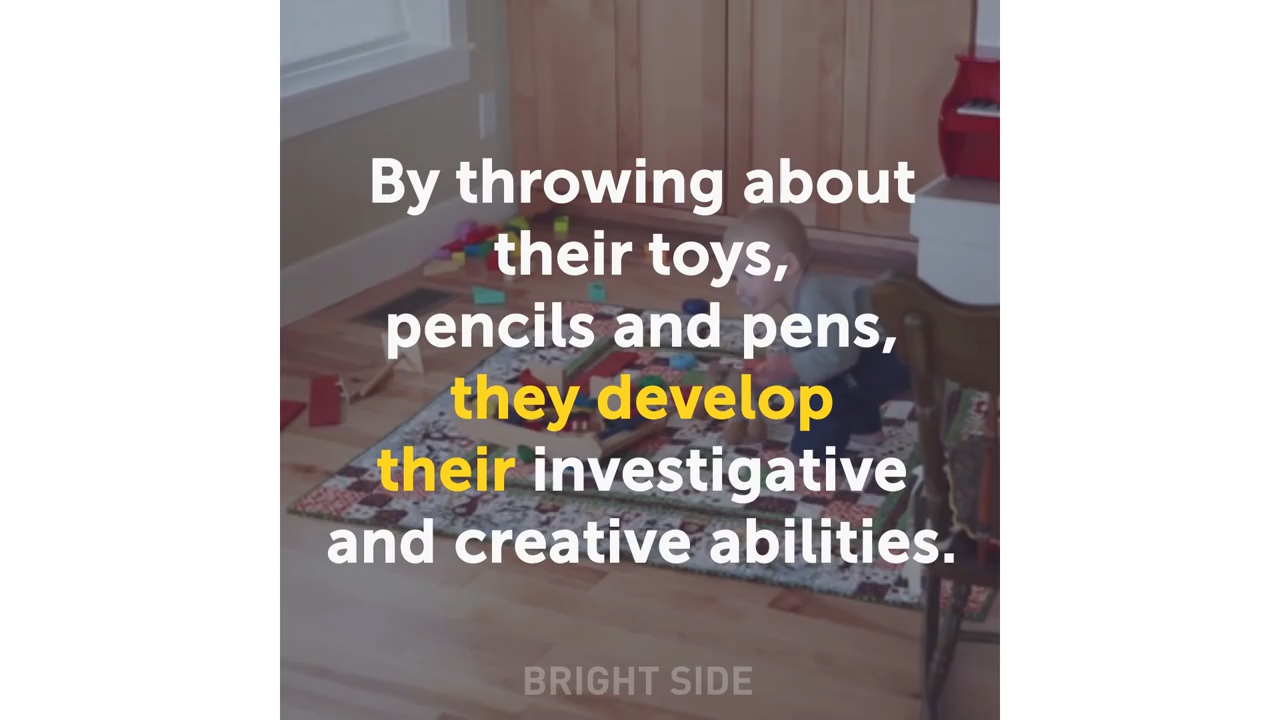 By throwing about
their toys,
pencils and pens,
they develop
their investigative
and creative abilities.
BRIGHT SIDE